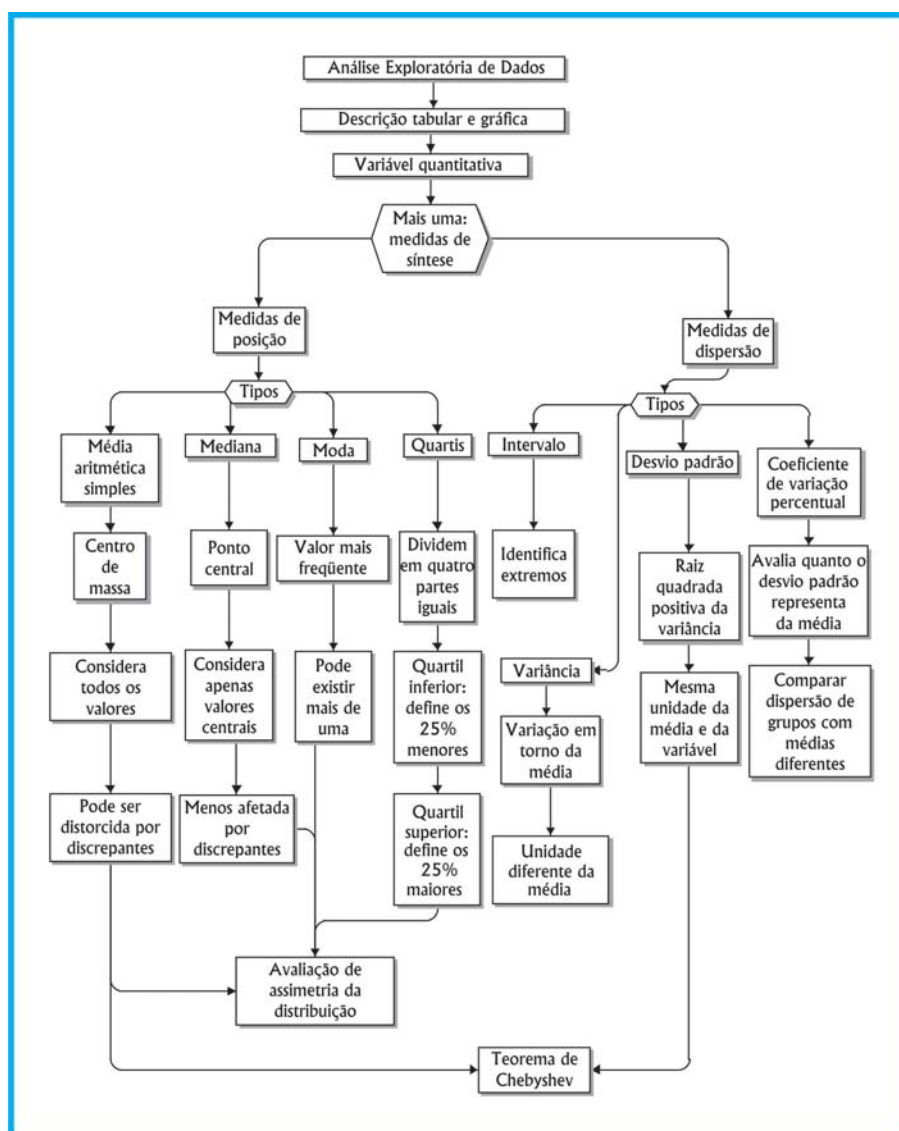 Análise Exploratória de Dados
Descrição tabular e gráfica
Variável quantitativa
Mais uma:
medidas de
síntese
Medidas de
posição
Medidas de
dispersão
Tipos
Tipos
Média
aritmética
simples
Mediana
Moda
Quartis
Intervalo
Desvio padrão
Coeficiente
de variação
percentual
Centro
de
massa
Ponto
central
Valor mais
freqüente
Dividem
em quatro
partes
iguais
Identifica
extremos
Raiz
quadrada
positiva da
variância
Avalia quanto o
desvio padrão
representa
da média
Considera
todos os
valores
Considera
apenas
valores
centrais
Pode
existir
mais de
uma
Quartil
inferior:
define os
25%
menores
Variância
Variação em
torno da
média
Mesma
unidade da
média e da
variável
Comparar
dispersão de
grupos com
médias
diferentes
Pode ser
distorcida por
discrepantes
Menos afetada
por
discrepantes
Quartil
superior:
define os
25%
maiores
Unidade
diferente da
média
Avaliação de
assimetria da
distribuição
Teorema de
Chebyshev